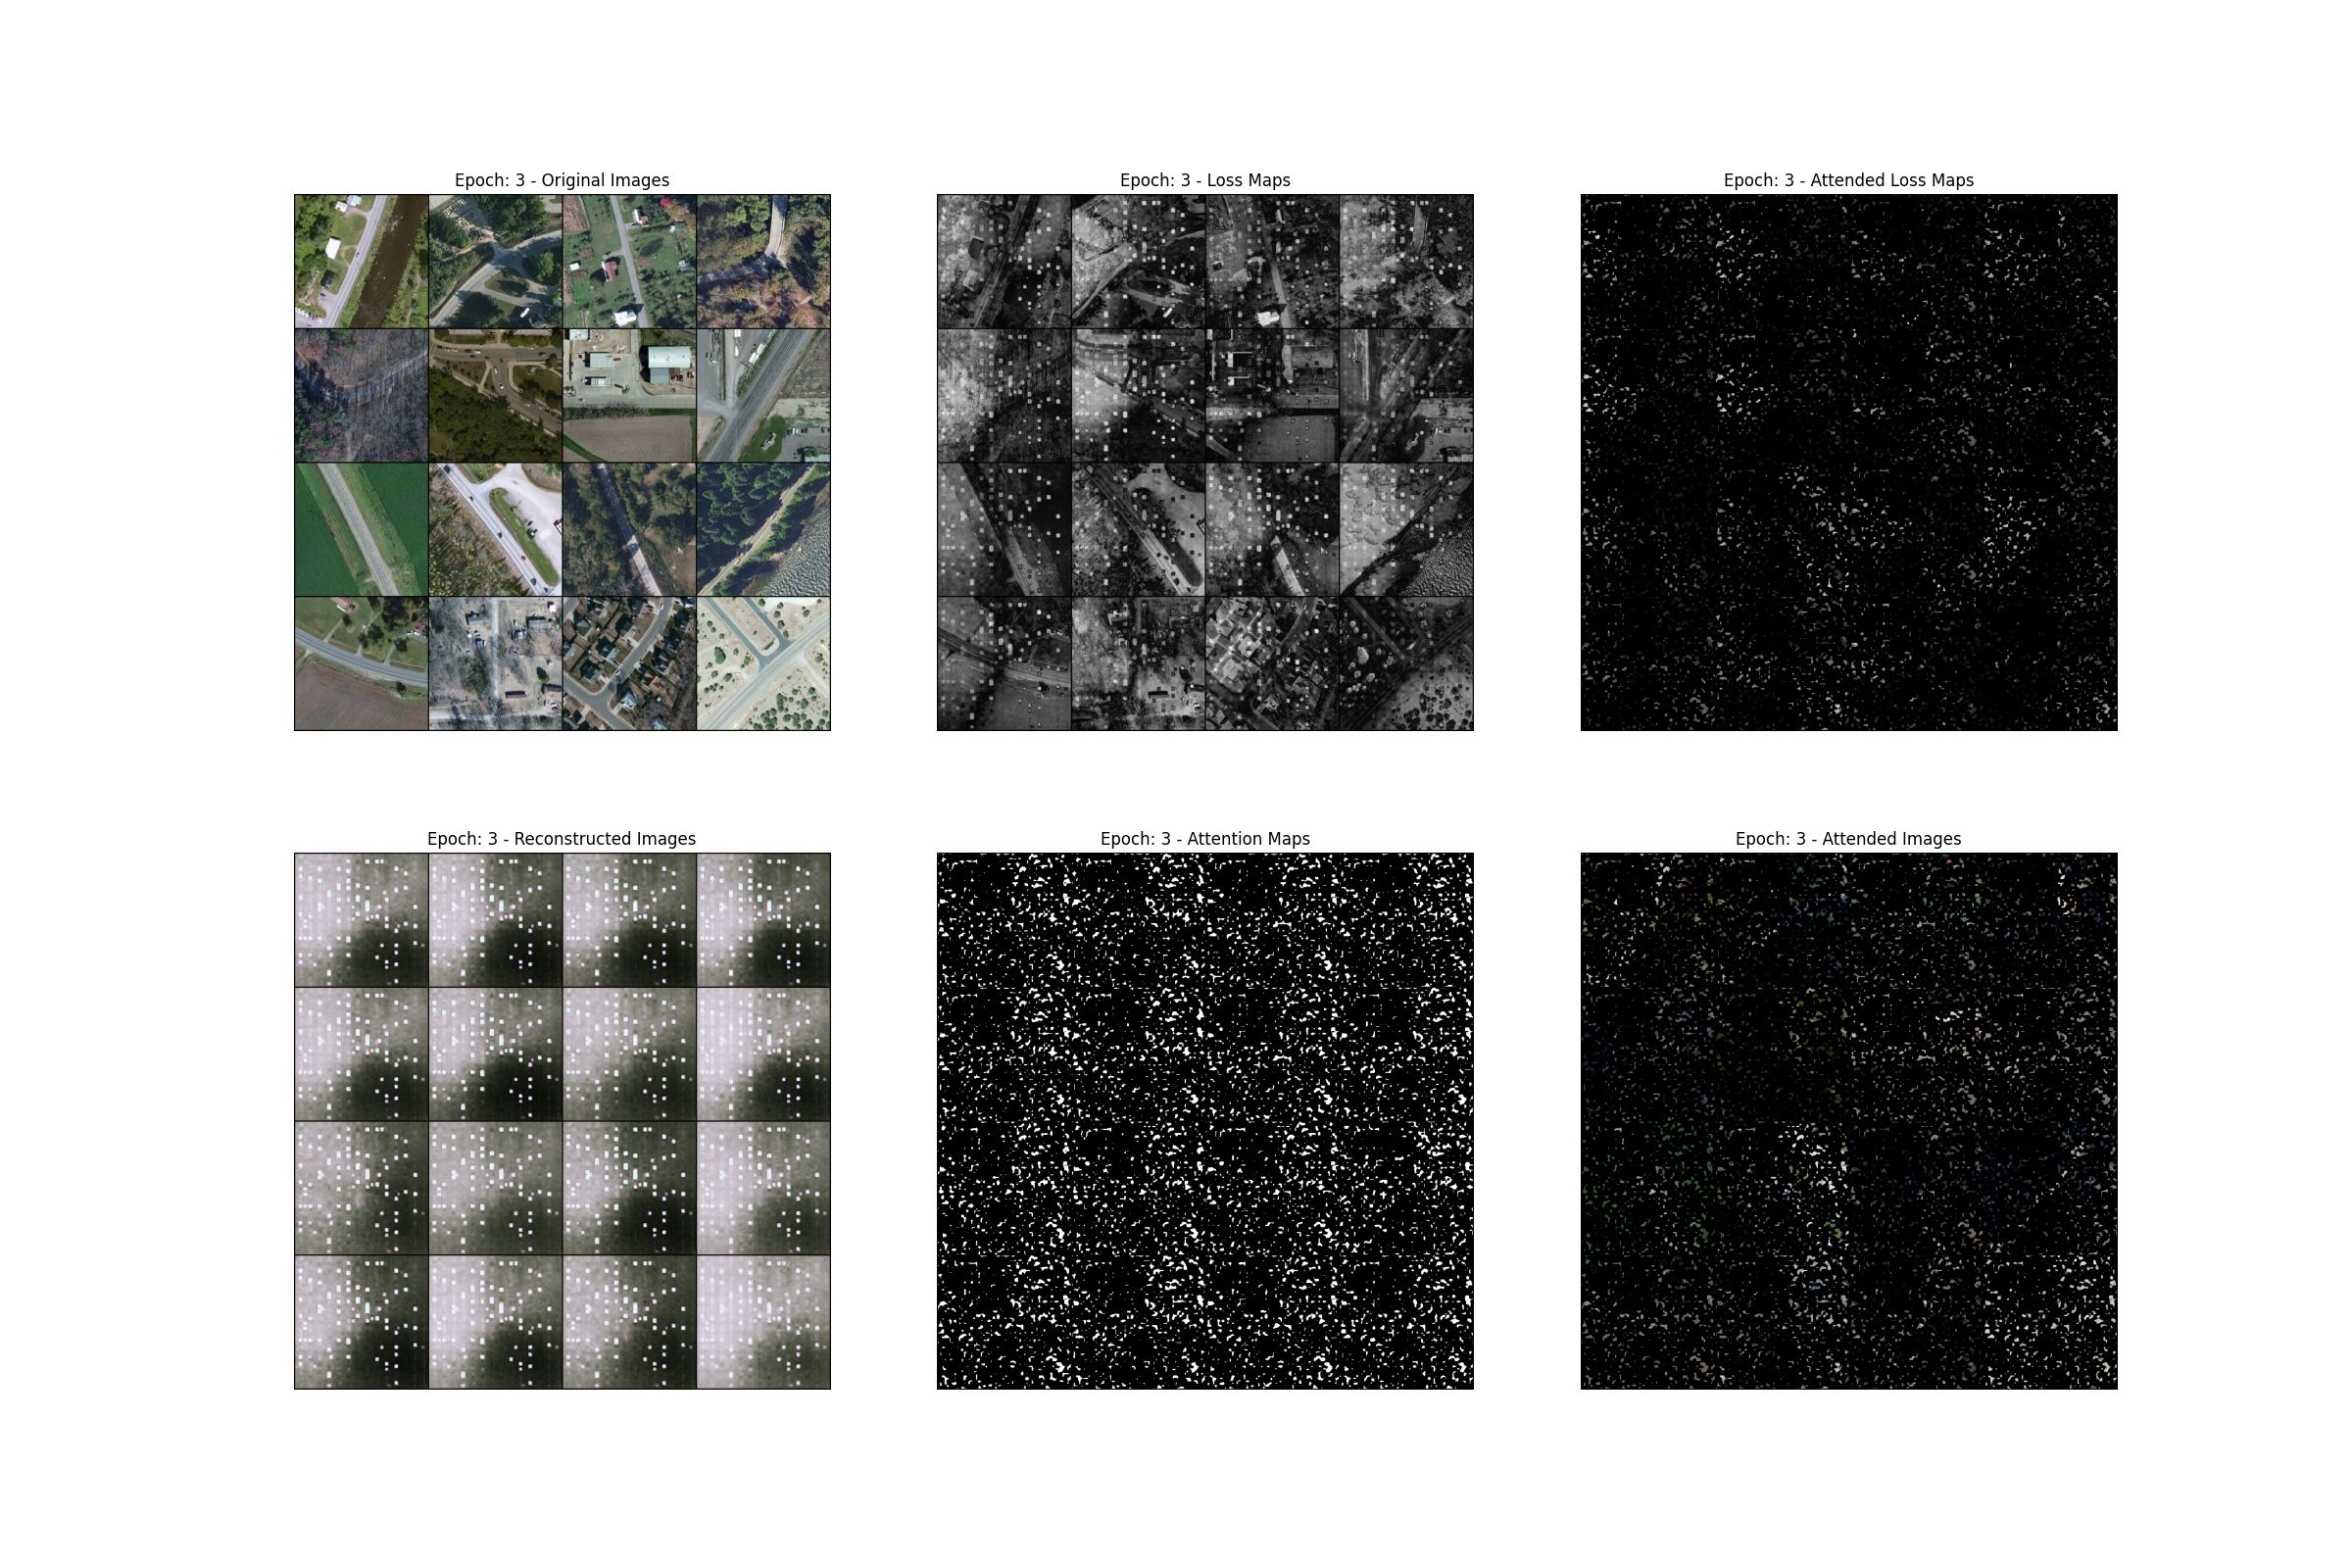 Epoch: 3 - Original Images
Epoch: 3 - Loss Maps
Epoch: 3 - Attended Loss Maps
Epoch: 3 - Reconstructed Images
Epoch: 3 - Attention Maps
Epoch: 3 - Attended Images